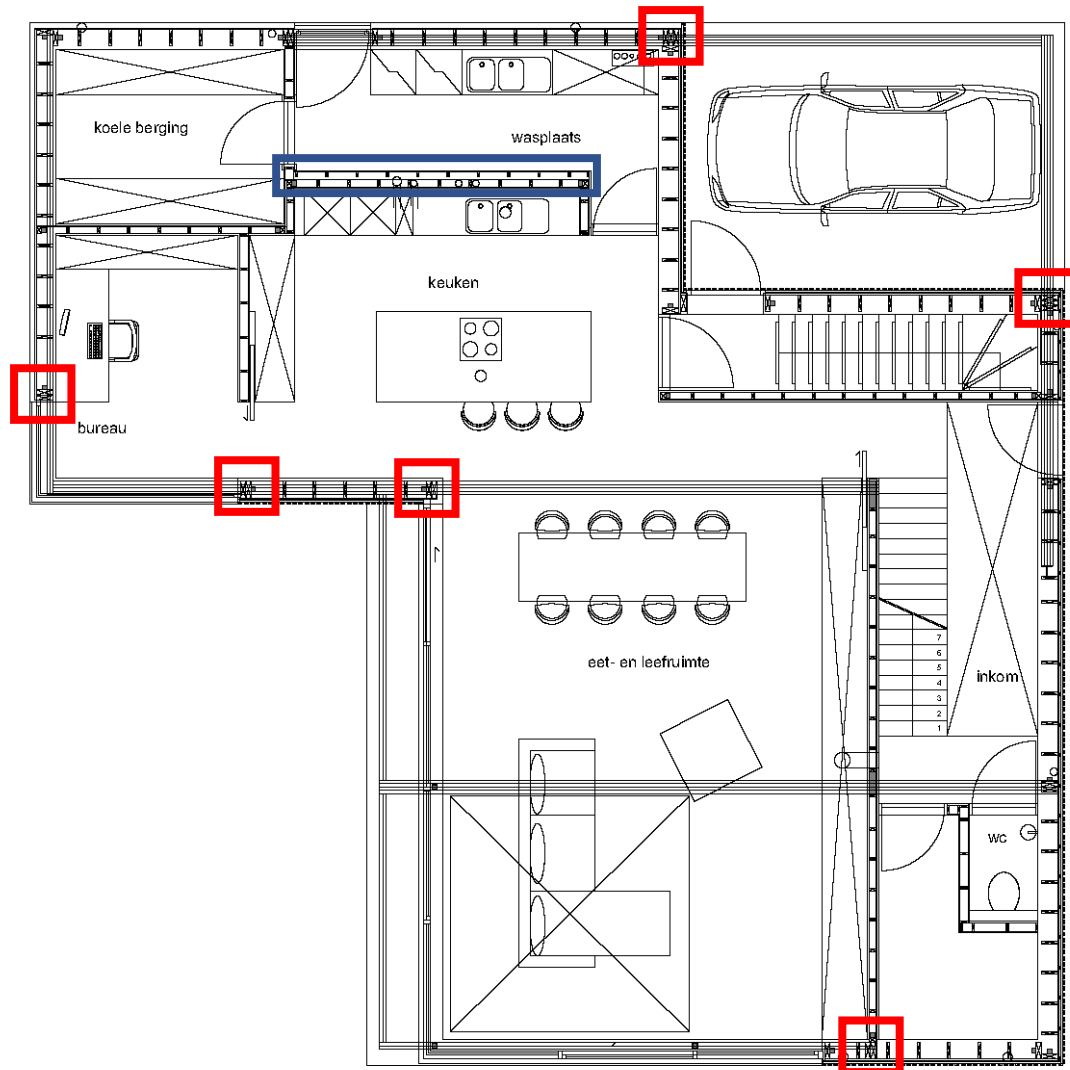 koele berging
wasplaats
keuken
bureau
eet- en leefruimte
7
6
5
4
3
2
1
inkom
wc